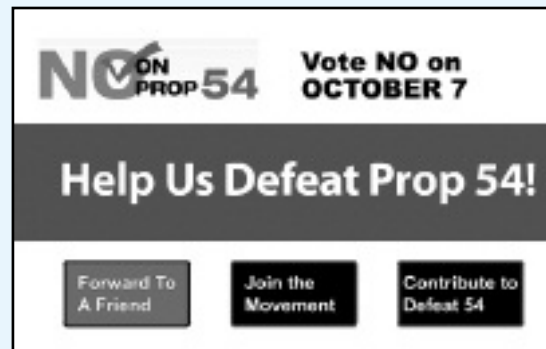 NO ON PROP 54
Vote NO on
OCTOBER 7
Help Us Defeat Prop 54!
Forward To
A Friend
Join the
Movement
Contribute to
Defeat 54